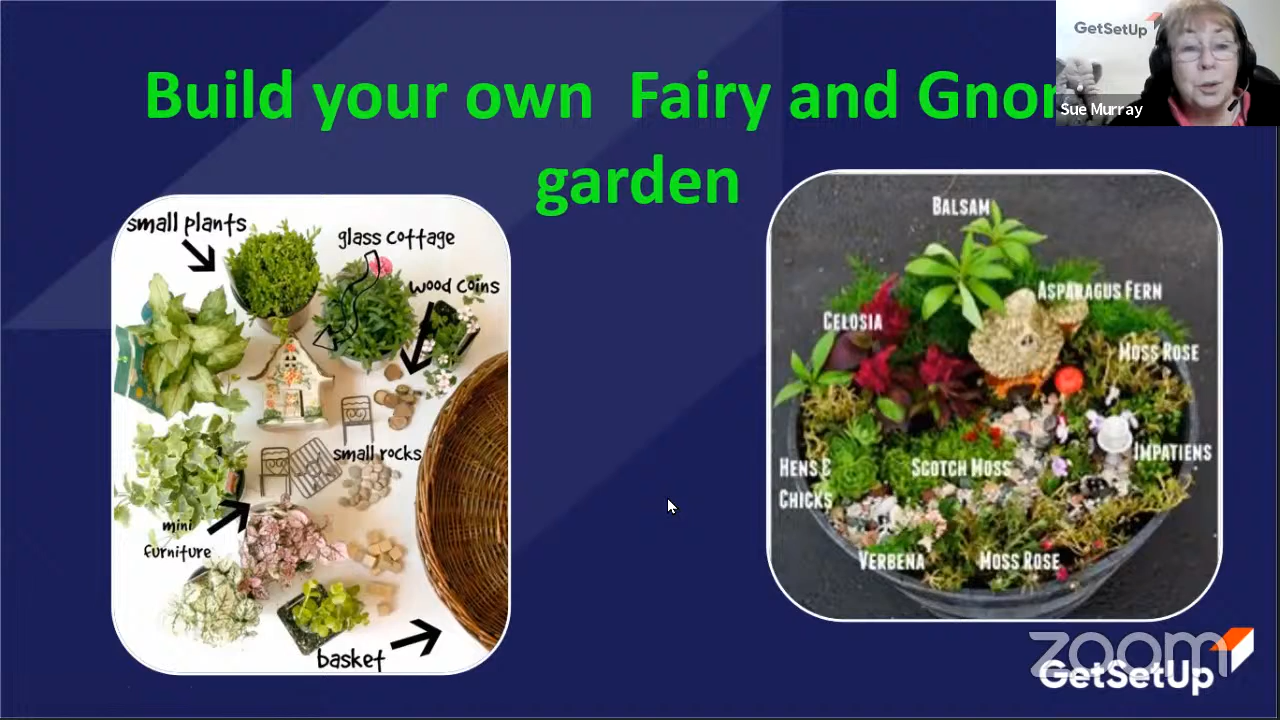 GetSetUp
Sue Murray
Build your own  Fairy and Gno
garden
small plants
glass cottage
wood coins
small rocks
mini
furniture
basket
BALSAM
ASPARAGUS FERN
CELOSIA
MOSS ROSE
IMPATIENS
HENS &
CHICKS
SCOTCH MOSS
VERBENA
MOSS ROSE
zoom
GetSetUp